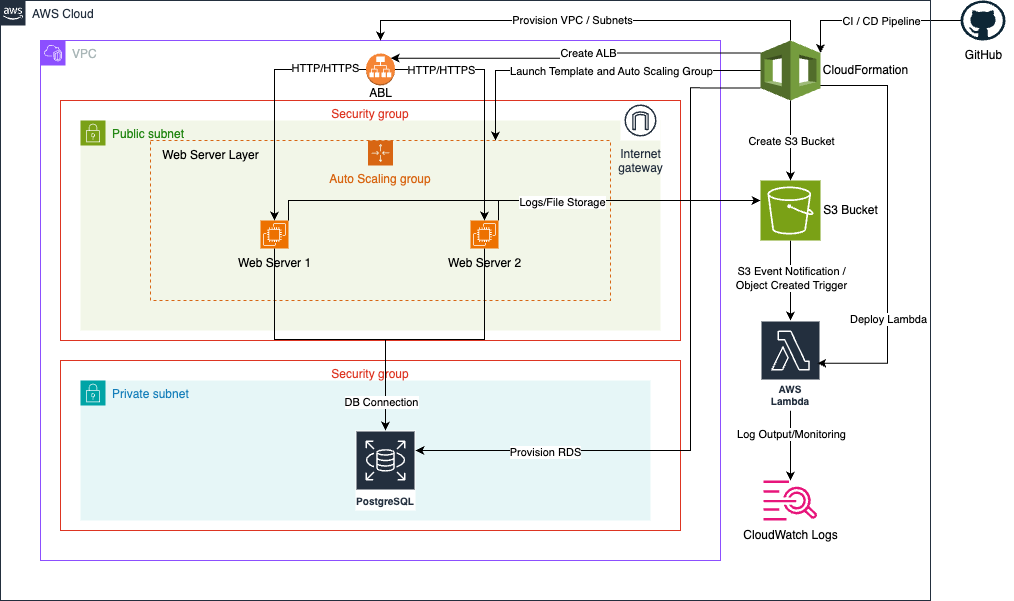 aws
AWS Cloud
Provision VPC / Subnets
CI / CD Pipeline
GitHub
VPC
Create ALB
HTTP/HTTPS
HTTP/HTTPS
Launch Template and Auto Scaling Group
CloudFormation
ABL
Security group
Public subnet
Create S3 Bucket
Web Server Layer
Internet
gateway
Auto Scaling group
Logs/File Storage
S3 Bucket
Web Server 1
Web Server 2
S3 Event Notification /
Object Created Trigger
Deploy Lambda
Security group
Private subnet
AWS
Lambda
DB Connection
Log Output/Monitoring
Provision RDS
PostgreSQL
CloudWatch Logs